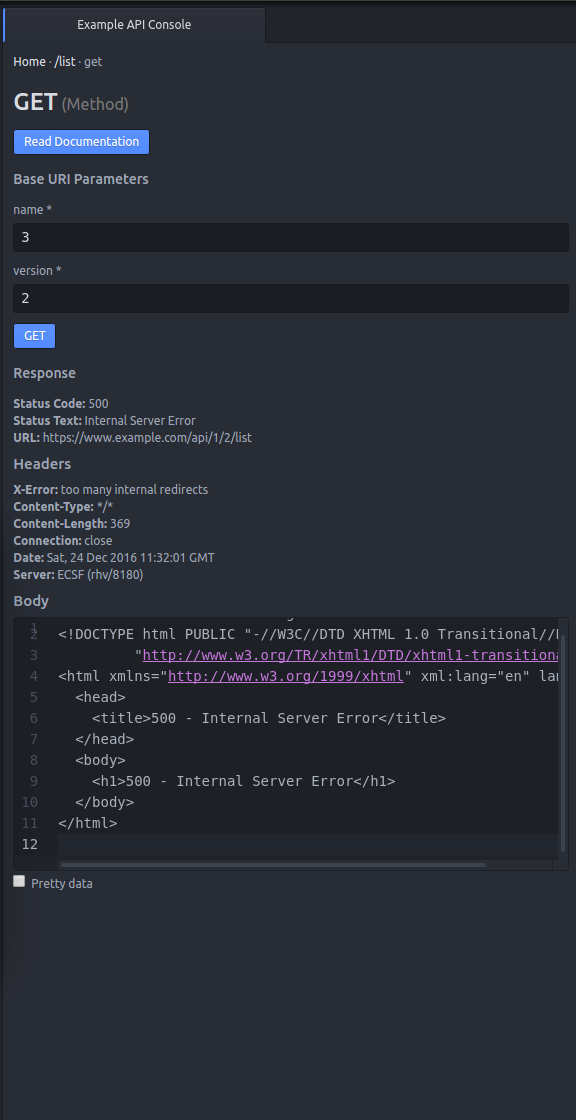 Example API Console
Home · /list · get
GET (Method)
Read Documentation
Base URI Parameters
name *
3
version *
2
GET
Response
Status Code: 500
Status Text: Internal Server Error
URL: https://www.example.com/api/1/2/list
Headers
X-Error: too many internal redirects
Content-Type: */*
Content-Length: 369
Connection: close
Date: Sat, 24 Dec 2016 11:32:01 GMT
Server: ECSF (rhv/8180)
Body
1
2 <!DOCTYPE html PUBLIC "-//W3C//DTD XHTML 1.0 Transitional//
3 "http://www.w3.org/TR/xhtml1/DTD/xhtml1-transitiona
4 <html xmlns="http://www.w3.org/1999/xhtml" xml:lang="en" lan
5 <head>
6 <title>500 - Internal Server Error</title>
7 </head>
8 <body>
9 <h1>500 - Internal Server Error</h1>
10 </body>
11 </html>
12
Pretty data